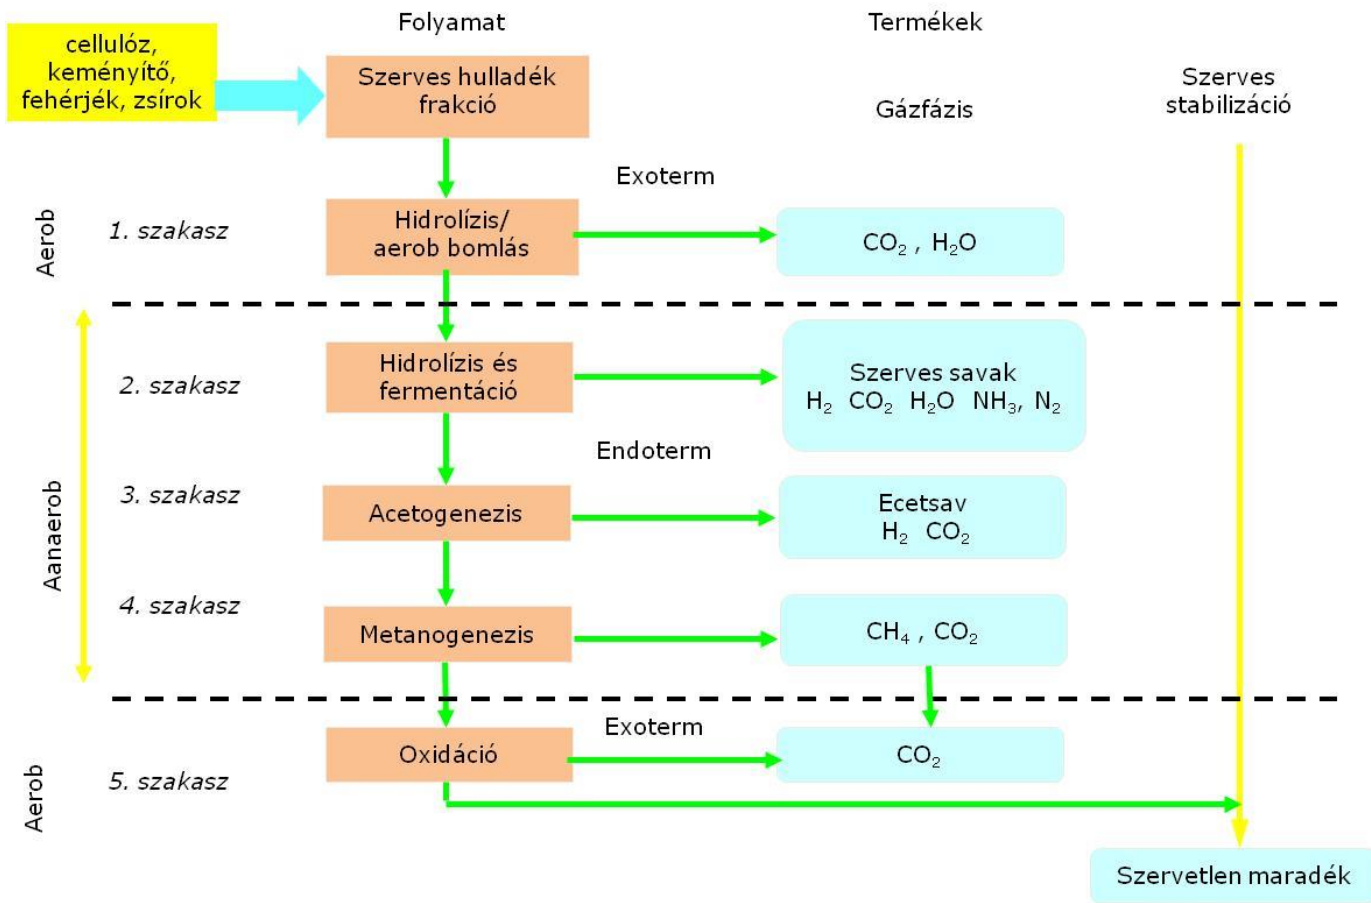 Folyamat
Termékek
cellulóz,
keményítő,
fehérjék, zsírok
Szerves hulladék
frakció
Gázfázis
Szerves
stabilizáció
Exoterm
Aerob
1. szakasz
Hidrolízis/
aerob bomlás
CO₂ , H₂O
Aanaerob
2. szakasz
Hidrolízis és
fermentáció
Szerves savak
H₂ CO₂ H₂O NH₃, N₂
Endoterm
3. szakasz
Acetogenezis
Ecetsav
H₂ CO₂
4. szakasz
Metanogenezis
CH₄ , CO₂
Exoterm
Aerob
5. szakasz
Oxidáció
CO₂
Szervetlen maradék